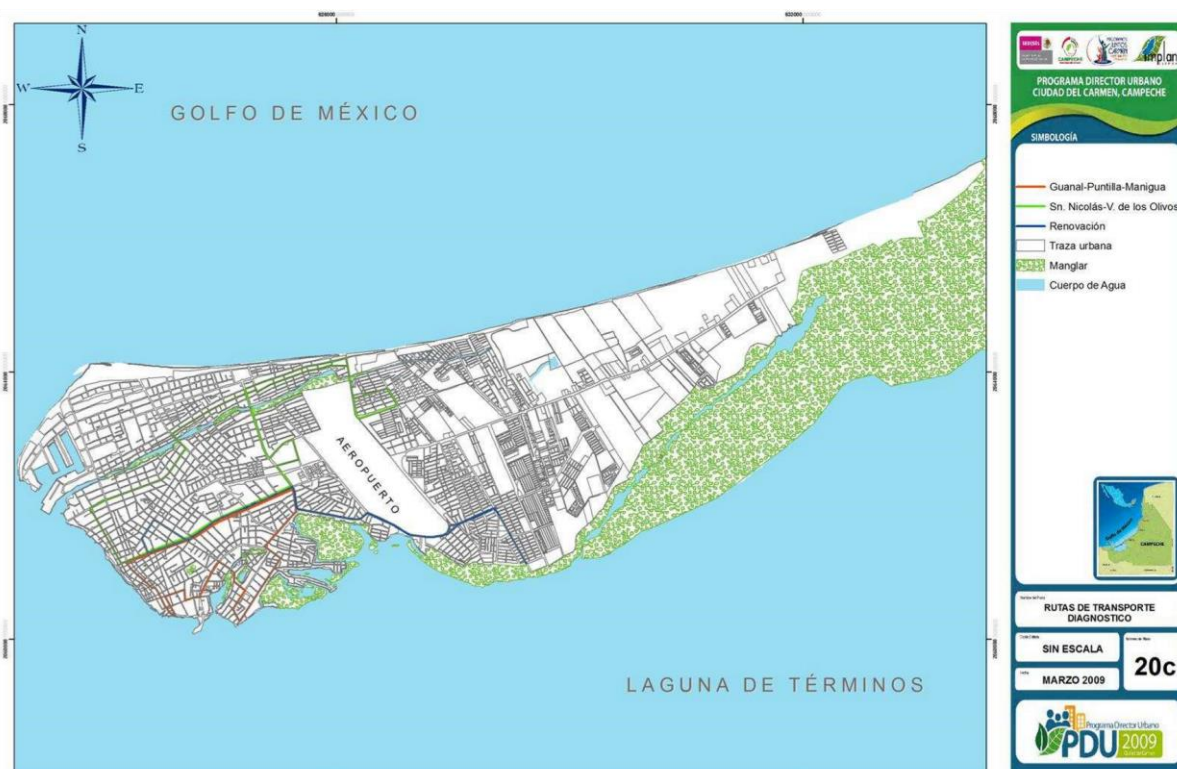 N
W
E
S
GOLFO DE MÉXICO
AEROPUERTO
LAGUNA DE TÉRMINOS
CAMPECHE
implan
PROGRAMA DIRECTOR URBANO
CIUDAD DEL CARMEN, CAMPECHE
SIMBOLOGÍA
Guanal-Puntilla-Manigua
Sn. Nicolás-V. de los Olivos
Renovación
Traza urbana
Manglar
Cuerpo de Agua
CAMPECHE
RUTAS DE TRANSPORTE
DIAGNOSTICO
SIN ESCALA
MARZO 2009
20c
Programa Director Urbano
PDU 2009